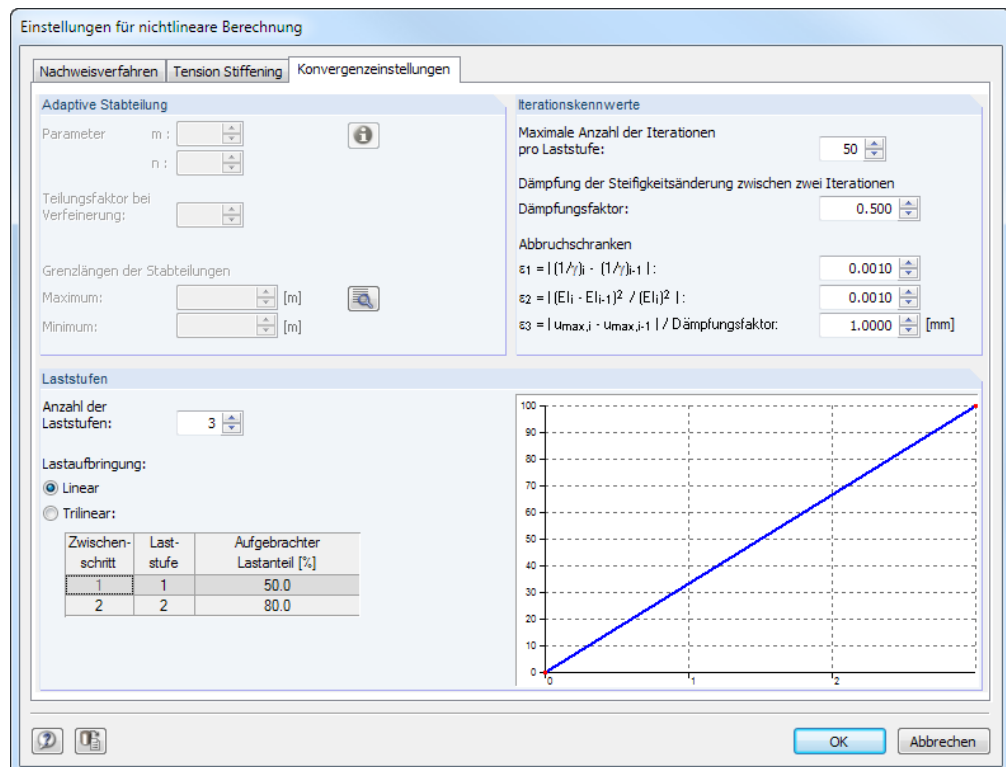 Einstellungen für nichtlineare Berechnung
Nachweisverfahren
Tension Stiffening
Konvergenzeinstellungen
Adaptive Stabteilung
Parameter m :
n :
Teilungsfaktor bei
Verfeinerung:
Grenzlängen der Stabteilungen
Maximum: [m]
Minimum: [m]
Iterationskennwerte
Maximale Anzahl der Iterationen
pro Laststufe: 50
Dämpfung der Steifigkeitsänderung zwischen zwei Iterationen
Dämpfungsfaktor: 0.500
Abbruchschranken
ε1 = | (1/γ)i - (1/γ)i-1 | : 0.0010
ε2 = | (EIi - EIi-1)² / (EIi)² | : 0.0010
ε3 = | umax,i - umax,i-1 | / Dämpfungsfaktor: 1.0000 [mm]
Laststufen
Anzahl der
Laststufen: 3
Lastaufbringung:
Linear
Trilinear:
Zwischen- Last- Aufgebrachter
schritt stufe Lastanteil [%]
1 1 50.0
2 2 80.0
100
90
80
70
60
50
40
30
20
10
0
0 1 2
OK
Abbrechen